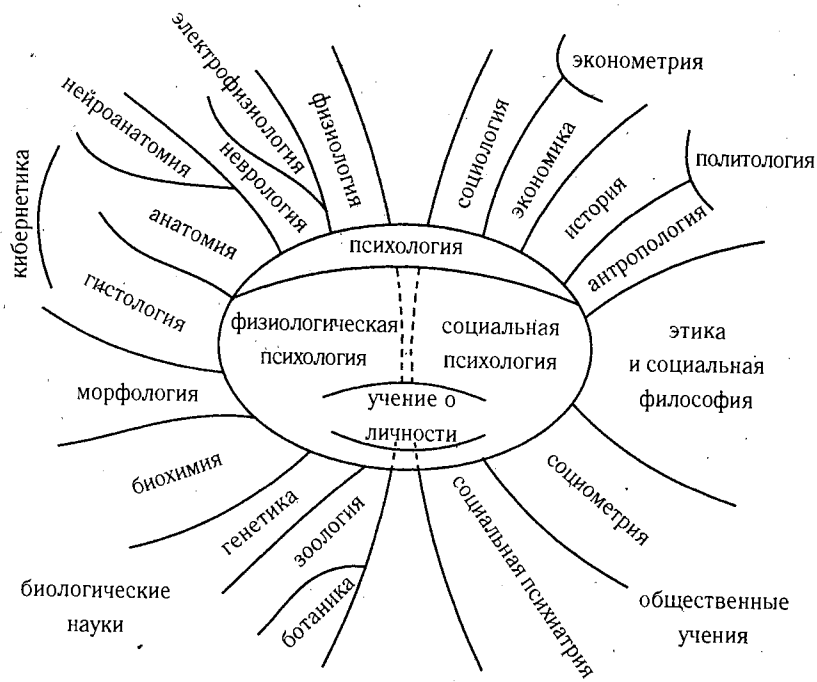 электрофизиология
физиология
нейроанатомия
неврология
кибернетика
анатомия
гистология
морфология
биохимия
генетика
зоология
ботаника
биологические
науки
психология
физиологическая
психология
социальная
психология
учение о
личности
социология
эконометрия
экономика
история
политология
антропология
этика
и социальная
философия
социометрия
социальная психиатрия
общественные
учения